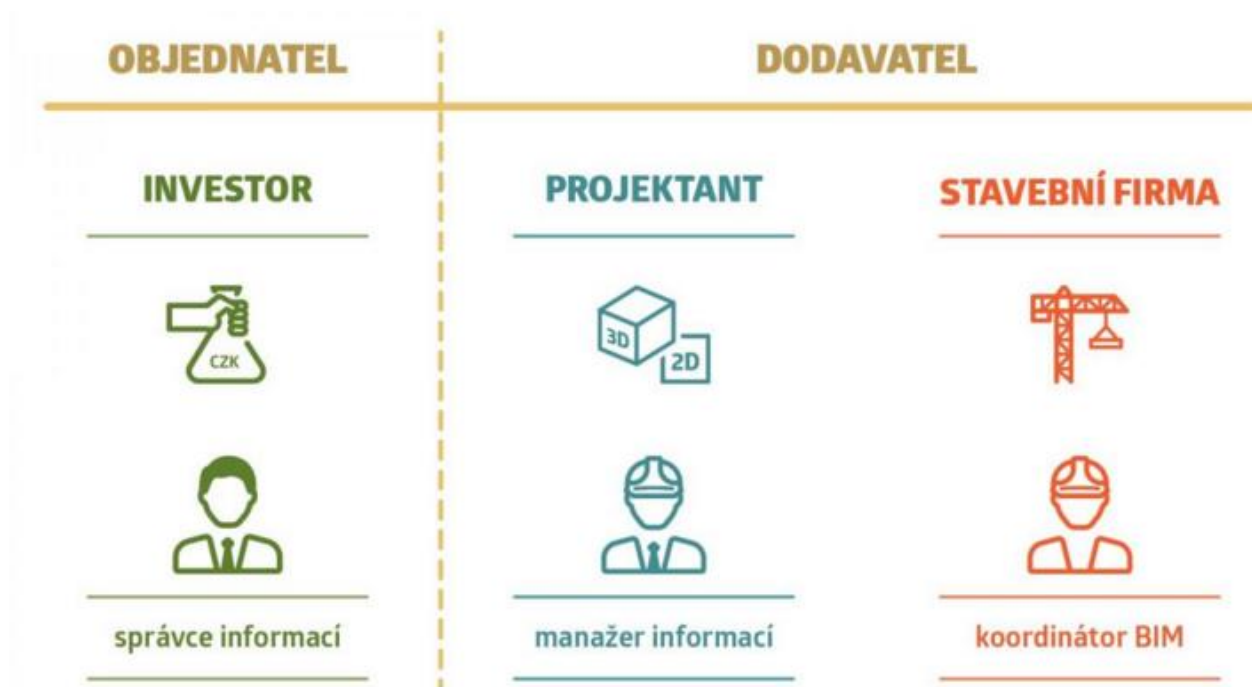 OBJEDNATEL
DODAVATEL
INVESTOR
PROJEKTANT
STAVEBNÍ FIRMA
CZK
3D
2D
správce informací
manažer informací
koordinátor BIM